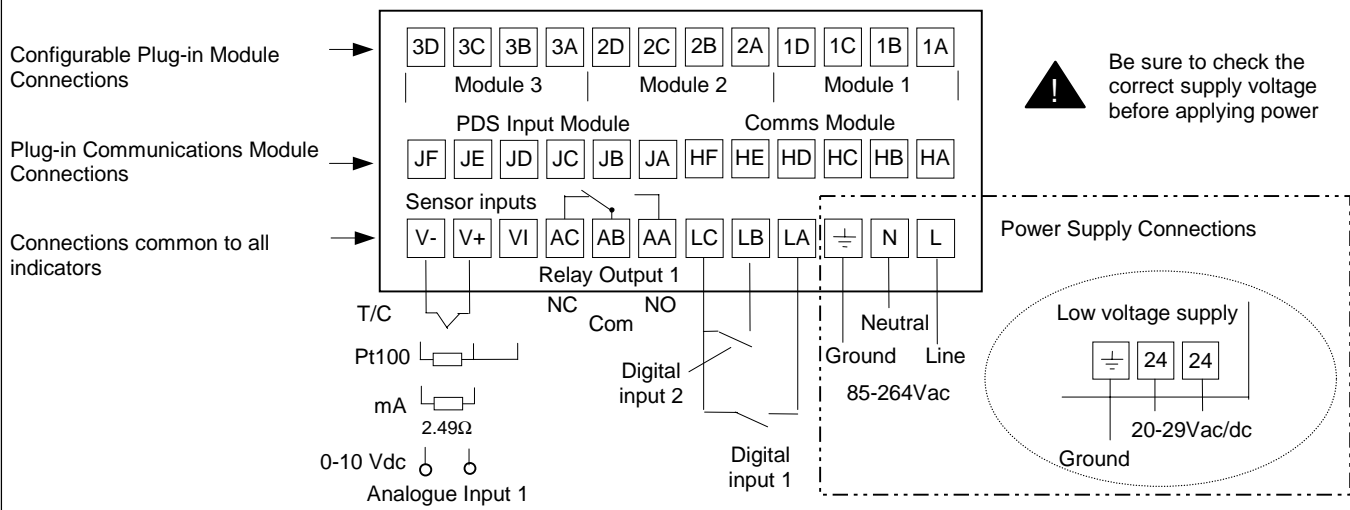 Configurable Plug-in Module
Connections
3D 3C 3B 3A 2D 2C 2B 2A 1D 1C 1B 1A
Module 3 Module 2 Module 1
!
Be sure to check the
correct supply voltage
before applying power
PDS Input Module Comms Module
Plug-in Communications Module
Connections
JF JE JD JC JB JA HF HE HD HC HB HA
Sensor inputs
Connections common to all
indicators
V- V+ VI AC AB AA LC LB LA N L
Relay Output 1
NC Com NO
Power Supply Connections
T/C
Pt100
mA
2.49Ω
0-10 Vdc
Analogue Input 1
Digital
input 2
Digital
input 1
Neutral
Ground Line
85-264Vac
Low voltage supply
24 24
20-29Vac/dc
Ground